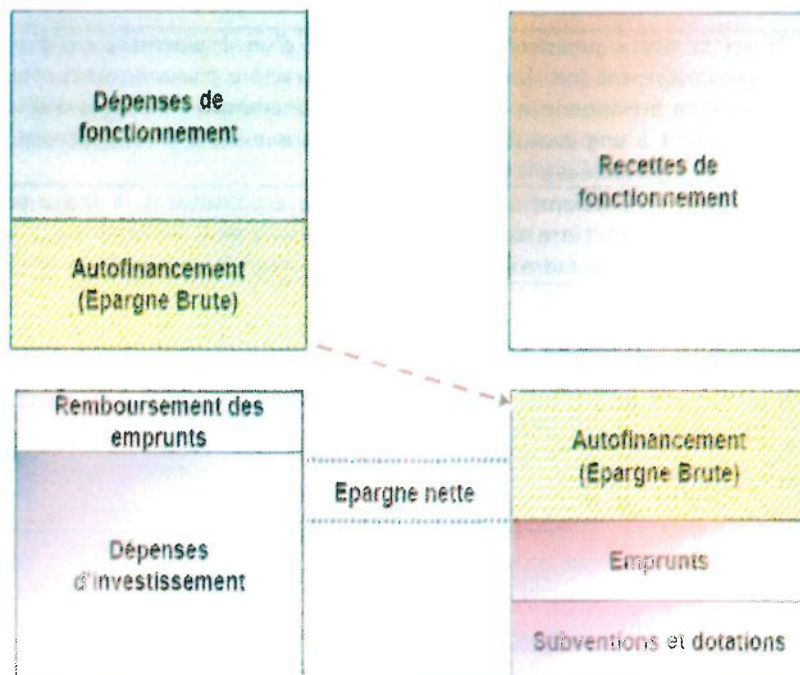 Dépenses de
fonctionnement
Autofinancement
(Epargne Brute)
Recettes de
fonctionnement
Remboursement des
emprunts
Dépenses
d'investissement
Epargne nette
Autofinancement
(Epargne Brute)
Emprunts
Subventions et dotations